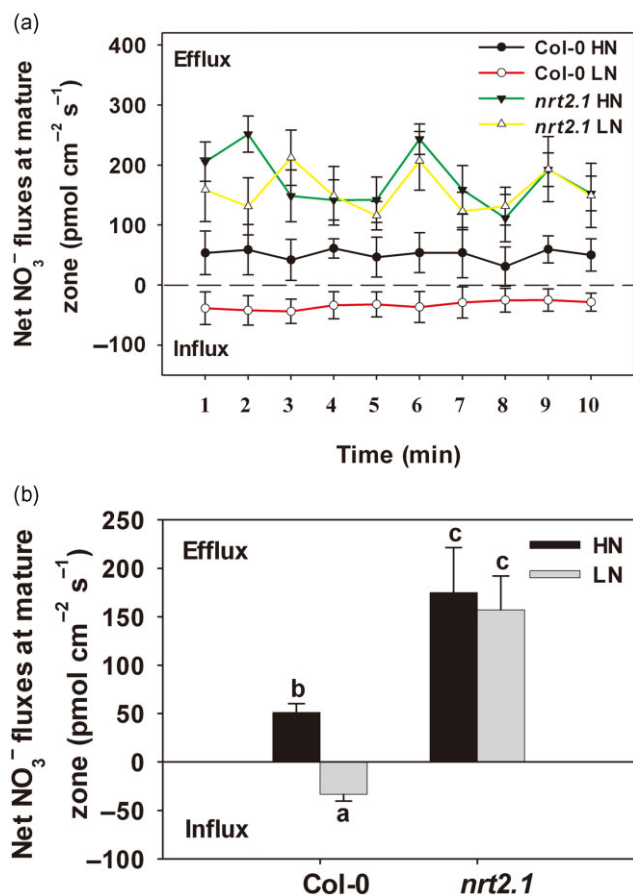 (a)
Net NO₃⁻ fluxes at mature
zone (pmol cm⁻² s⁻¹)
400
300
200
100
0
–100
Efflux
Influx
Col-0 HN
Col-0 LN
nrt2.1 HN
nrt2.1 LN
1 2 3 4 5 6 7 8 9 10
Time (min)
(b)
Net NO₃⁻ fluxes at mature
zone (pmol cm⁻² s⁻¹)
250
200
150
100
50
0
–50
–100
Efflux
Influx
HN
LN
b
a
c
c
Col-0 nrt2.1